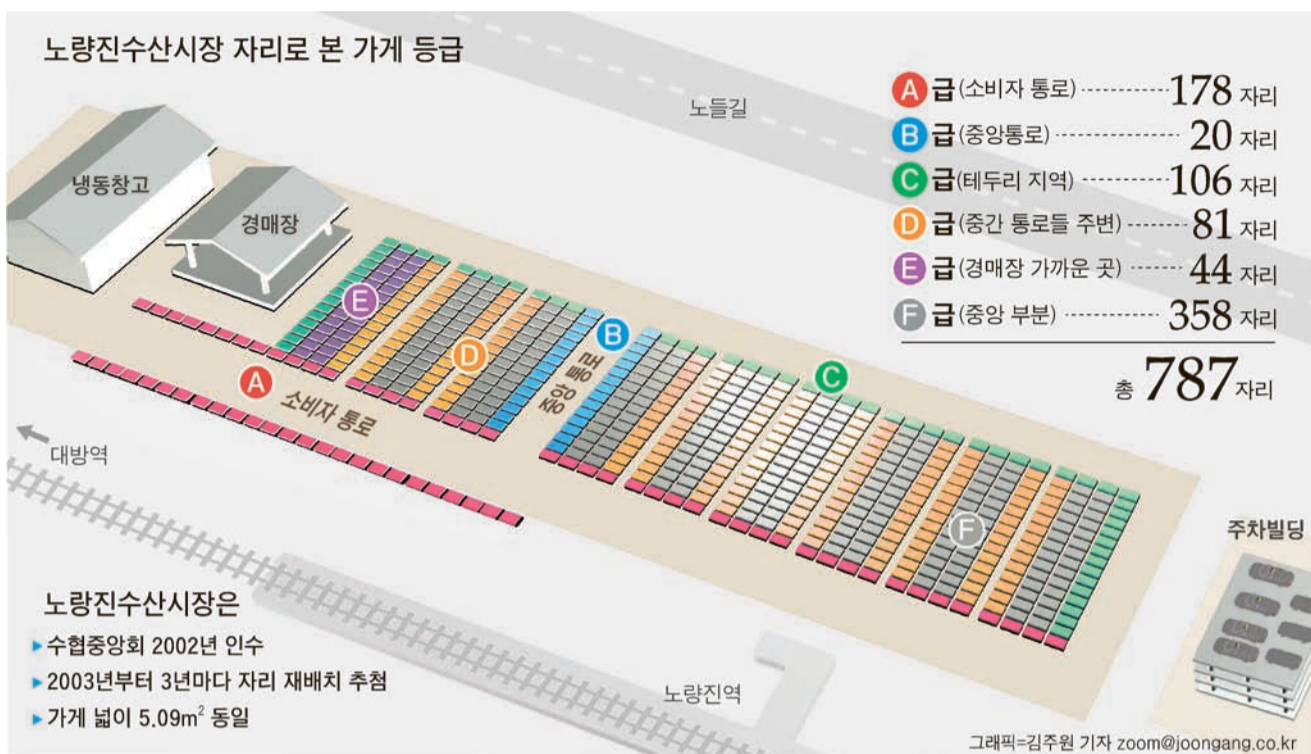 노량진수산시장 자리로 본 가게 등급
노들길
A 급(소비자 통로) 178 자리
B 급(중앙통로) 20 자리
C 급(테두리 지역) 106 자리
D 급(중간 통로들 주변) 81 자리
E 급(경매장 가까운 곳) 44 자리
F 급(중앙 부분) 358 자리
총 787자리
냉동창고
경매장
E
D
B
중앙통로
C
A
소비자 통로
F
대방역
주차빌딩
노량진역
노랑진수산시장은
▶수협중앙회 2002년 인수
▶2003년부터 3년마다 자리 재배치 추첨
▶가게 넓이 5.09m² 동일
그래픽=김주원 기자 zoom@joongang.co.kr